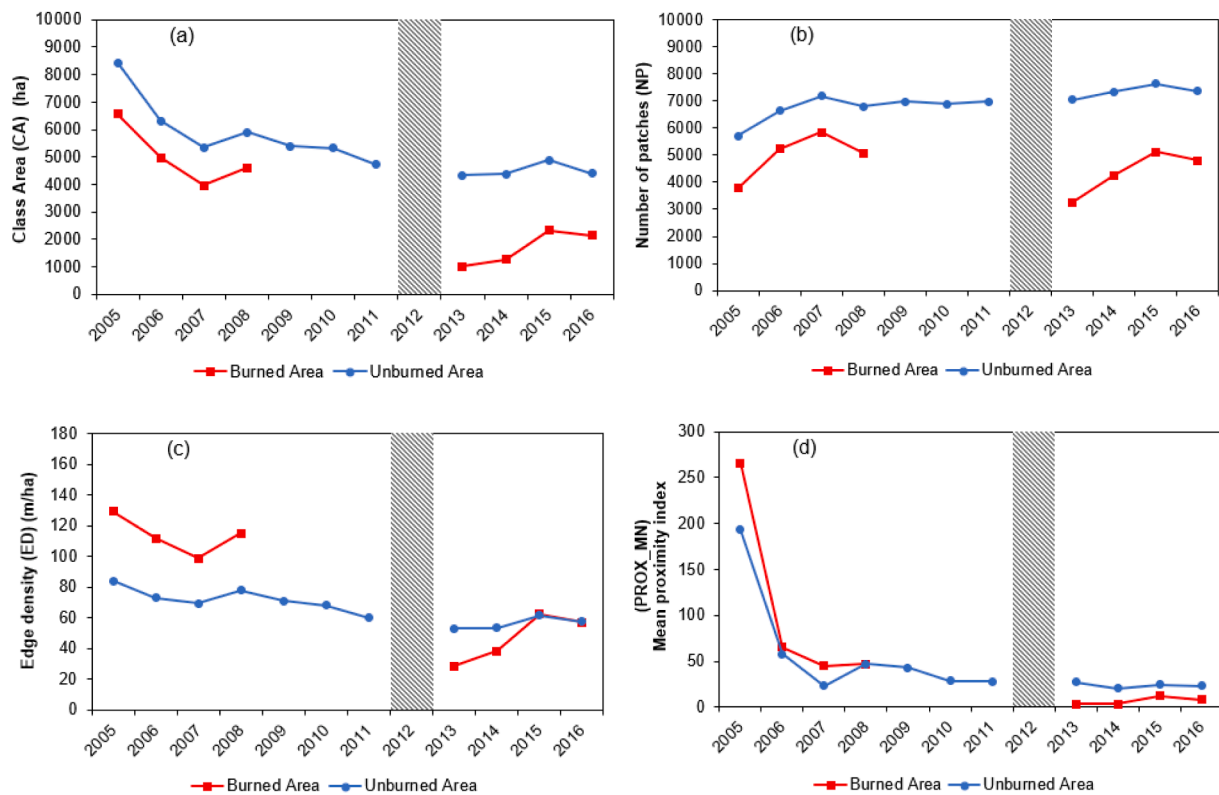 (a)
Class Area (CA) (ha)
10000
9000
8000
7000
6000
5000
4000
3000
2000
1000
0
2005 2006 2007 2008 2009 2010 2011 2012 2013 2014 2015 2016
Burned Area Unburned Area
(b)
Number of patches (NP)
10000
9000
8000
7000
6000
5000
4000
3000
2000
1000
0
2005 2006 2007 2008 2009 2010 2011 2012 2013 2014 2015 2016
Burned Area Unburned Area
(c)
Edge density (ED) (m/ha)
180
160
140
120
100
80
60
40
20
0
2005 2006 2007 2008 2009 2010 2011 2012 2013 2014 2015 2016
Burned Area Unburned Area
(d)
(PROX_MN)
Mean proximity index
300
250
200
150
100
50
0
2005 2006 2007 2008 2009 2010 2011 2012 2013 2014 2015 2016
Burned Area Unburned Area